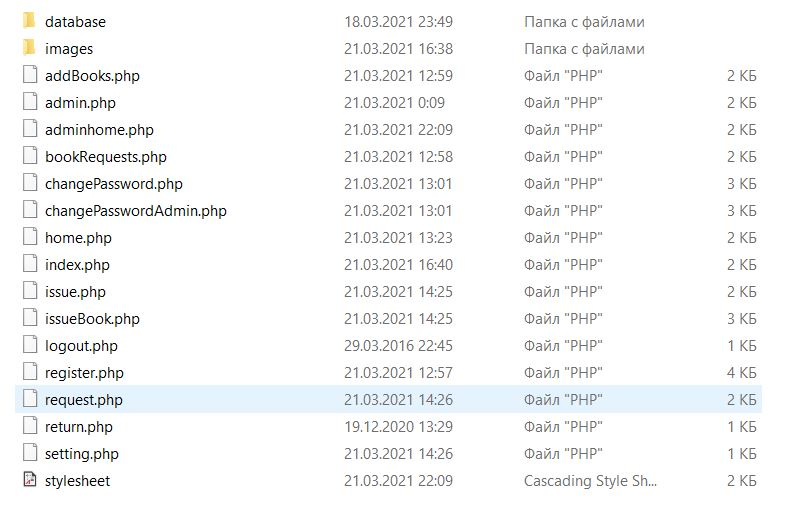 database 18.03.2021 23:49 Папка с файлами
images 21.03.2021 16:38 Папка с файлами
addBooks.php 21.03.2021 12:59 Файл "PHP" 2 КБ
admin.php 21.03.2021 0:09 Файл "PHP" 2 КБ
adminhome.php 21.03.2021 22:09 Файл "PHP" 2 КБ
bookRequests.php 21.03.2021 12:58 Файл "PHP" 2 КБ
changePassword.php 21.03.2021 13:01 Файл "PHP" 3 КБ
changePasswordAdmin.php 21.03.2021 13:01 Файл "PHP" 3 КБ
home.php 21.03.2021 13:23 Файл "PHP" 2 КБ
index.php 21.03.2021 16:40 Файл "PHP" 2 КБ
issue.php 21.03.2021 14:25 Файл "PHP" 2 КБ
issueBook.php 21.03.2021 14:25 Файл "PHP" 3 КБ
logout.php 29.03.2016 22:45 Файл "PHP" 1 КБ
register.php 21.03.2021 12:57 Файл "PHP" 4 КБ
request.php 21.03.2021 14:26 Файл "PHP" 2 КБ
return.php 19.12.2020 13:29 Файл "PHP" 1 КБ
setting.php 21.03.2021 14:26 Файл "PHP" 1 КБ
stylesheet 21.03.2021 22:09 Cascading Style Sh... 2 КБ